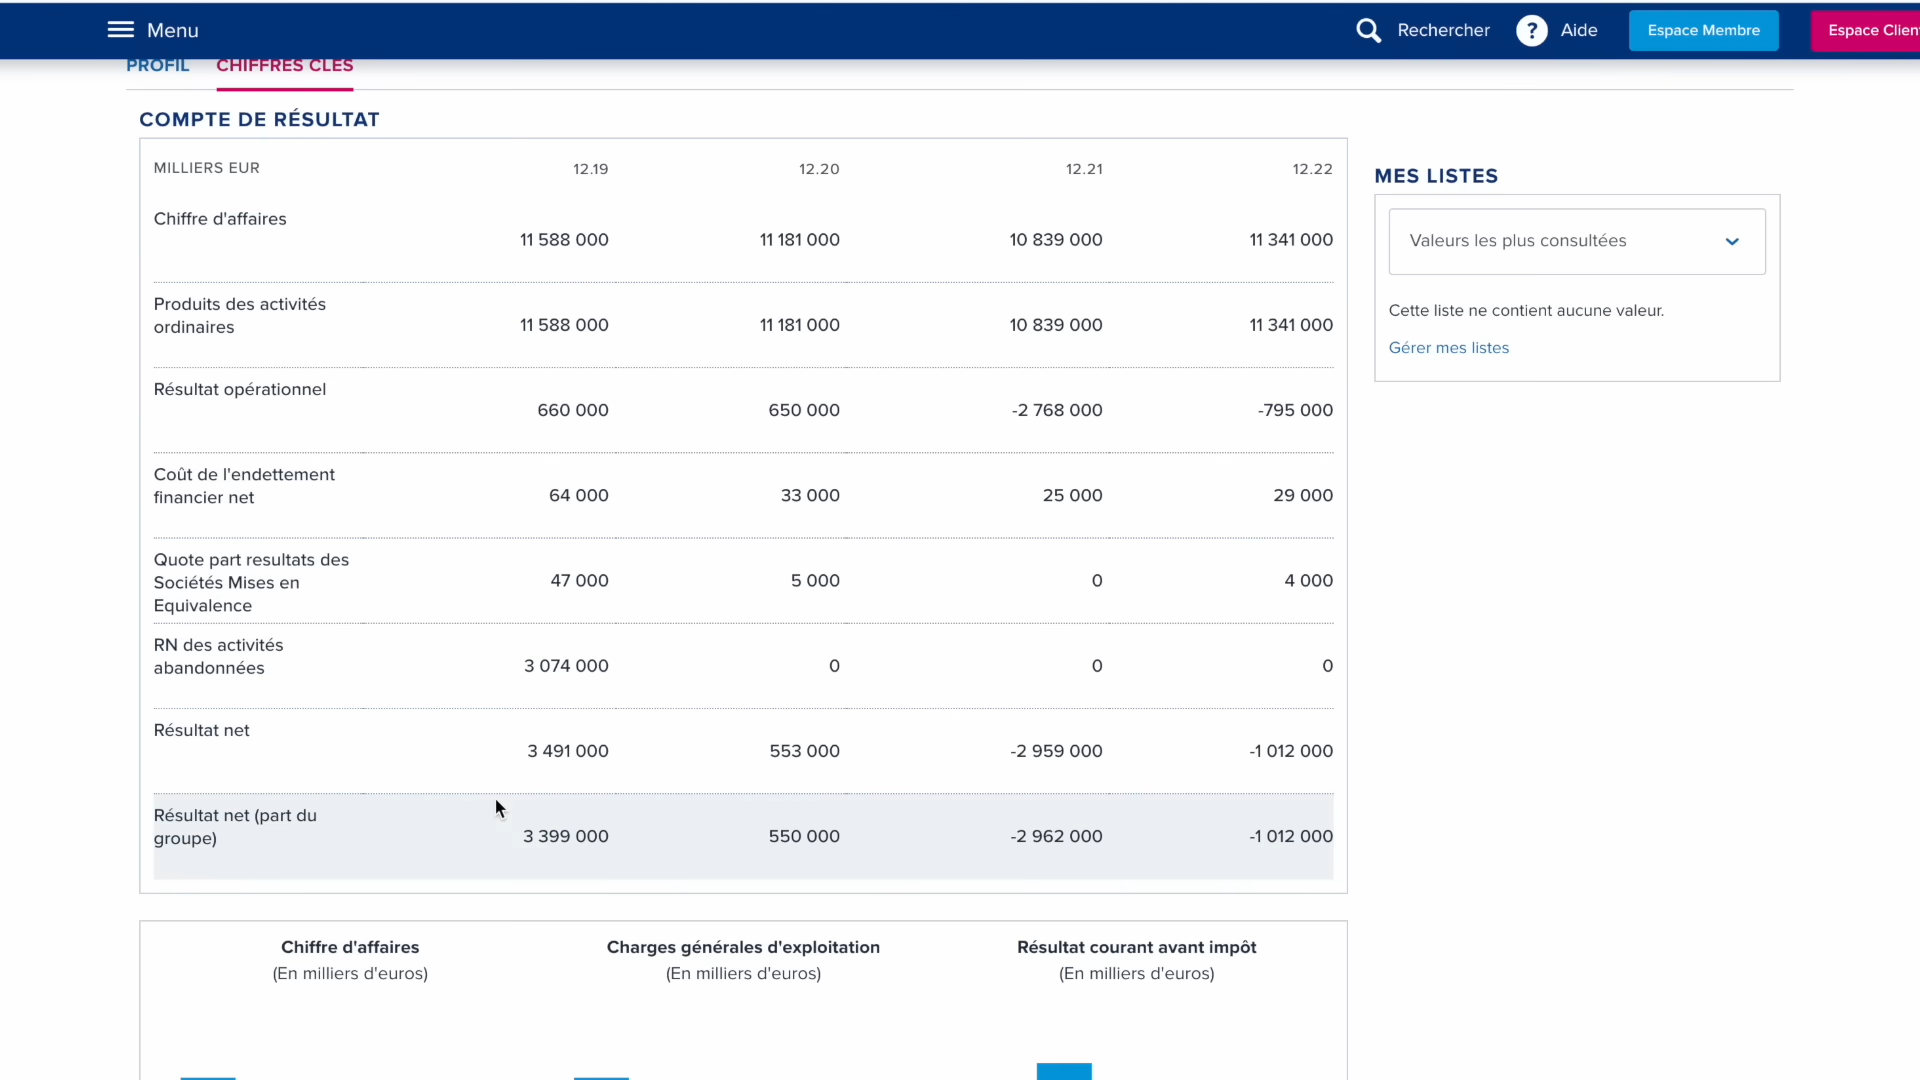 Menu
Rechercher
? Aide
Espace Membre
Espace Clien
PROFIL
CHIFFRES CLÉS
COMPTE DE RÉSULTAT
MILLIERS EUR 12.19 12.20 12.21 12.22
Chiffre d'affaires
11 588 000 11 181 000 10 839 000 11 341 000
Produits des activités
ordinaires
11 588 000 11 181 000 10 839 000 11 341 000
Résultat opérationnel
660 000 650 000 -2 768 000 -795 000
Coût de l'endettement
financier net
64 000 33 000 25 000 29 000
Quote part resultats des
Sociétés Mises en
Equivalence
47 000 5 000 0 4 000
RN des activités
abandonnées
3 074 000 0 0 0
Résultat net
3 491 000 553 000 -2 959 000 -1 012 000
Résultat net (part du
groupe)
3 399 000 550 000 -2 962 000 -1 012 000
MES LISTES
Valeurs les plus consultées
Cette liste ne contient aucune valeur.
Gérer mes listes
Chiffre d'affaires
(En milliers d'euros)
Charges générales d'exploitation
(En milliers d'euros)
Résultat courant avant impôt
(En milliers d'euros)